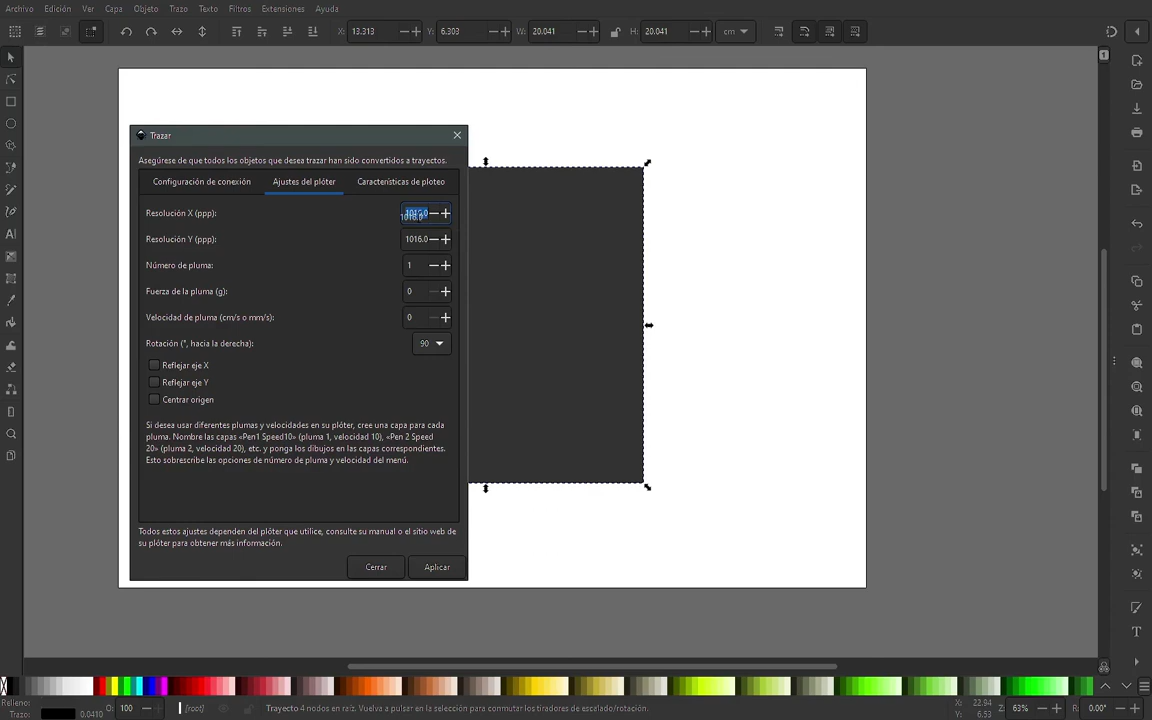 Archivo Edición Ver Capa Objeto Trazo Texto Filtros Extensiones Ayuda
X: 13.313 Y: 6.303 W: 20.041 H: 20.041 cm
1
Trazar
Asegúrese de que todos los objetos que desea trazar han sido convertidos a trayectos.
Configuración de conexión Ajustes del plóter Características de ploteo
Resolución X (ppp): 1016.0
Resolución Y (ppp): 1016.0
Número de pluma: 1
Fuerza de la pluma (g): 0
Velocidad de pluma (cm/s o mm/s): 0
Rotación (°, hacia la derecha): 90
Reflejar eje X
Reflejar eje Y
Centrar origen
Si desea usar diferentes plumas y velocidades en su plóter, cree una capa para cada
pluma. Nombre las capas «Pen1 Speed10» (pluma 1, velocidad 10), «Pen 2 Speed
20» (pluma 2, velocidad 20), etc. y ponga los dibujos en las capas correspondientes.
Esto sobrescribe las opciones de número de pluma y velocidad del menú.
Todos estos ajustes dependen del plóter que utilice, consulte su manual o el sitio web de
su plóter para obtener más información.
Cerrar Aplicar
Relleno:
Trazo: 0.0410
O: 100
[root]
Trayecto 4 nodos en raíz. Vuelva a pulsar en la selección para conmutar los tiradores de escalado/rotación.
X: 22.94
Y: 6.53
Z: 63%
R: 0.00°